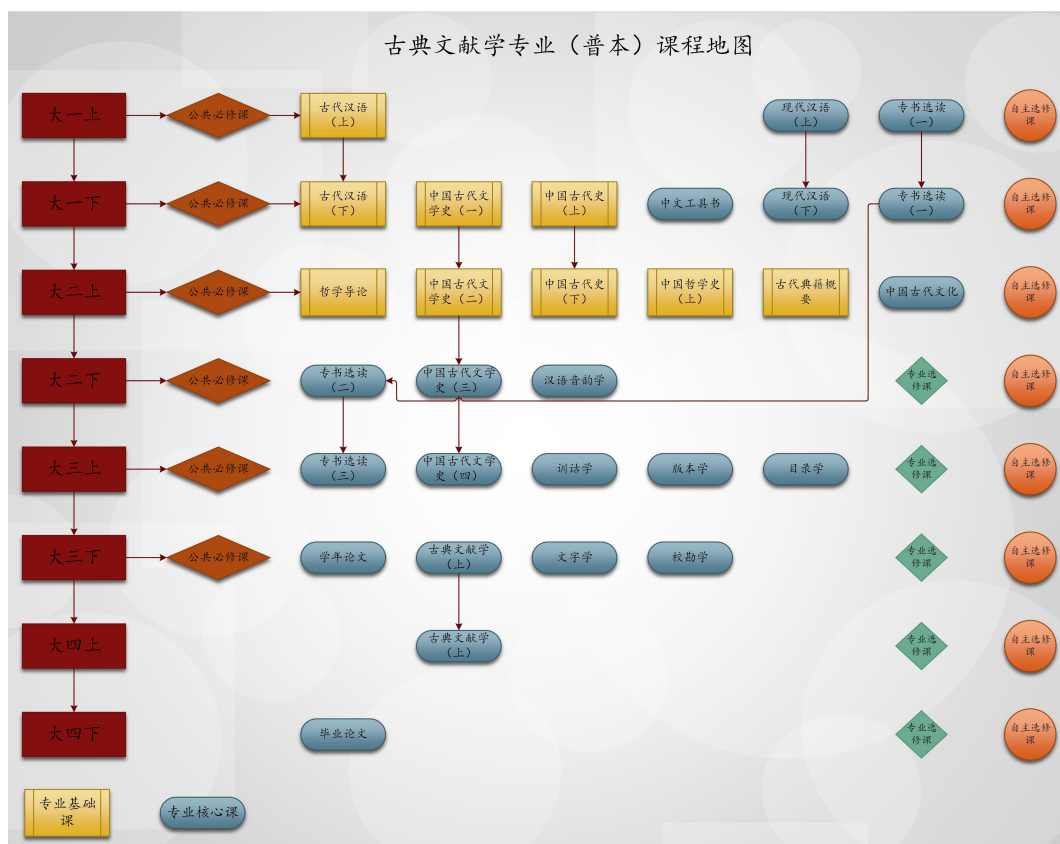 古典文献学专业（普本）课程地图
大一上
公共必修课
古代汉语
（上）
现代汉语
（上）
专书选读
（一）
自主选修
课
大一下
公共必修课
古代汉语
（下）
中国古代文
学史（一）
中国古代史
（上）
中文工具书
现代汉语
（下）
专书选读
（一）
自主选修
课
大二上
公共必修课
哲学导论
中国古代文
学史（二）
中国古代史
（下）
中国哲学史
（上）
古代典籍概
要
中国古代文化
自主选修
课
大二下
公共必修课
专书选读
（二）
中国古代文学
史（三）
汉语音韵学
专业选
修课
自主选修
课
大三上
公共必修课
专书选读
（三）
中国古代文学
史（四）
训诂学
版本学
目录学
专业选
修课
自主选修
课
大三下
公共必修课
学年论文
古典文献学
（上）
文字学
校勘学
专业选
修课
自主选修
课
大四上
古典文献学
（上）
专业选
修课
自主选修
课
大四下
毕业论文
专业选
修课
自主选修
课
专业基础
课
专业核心课